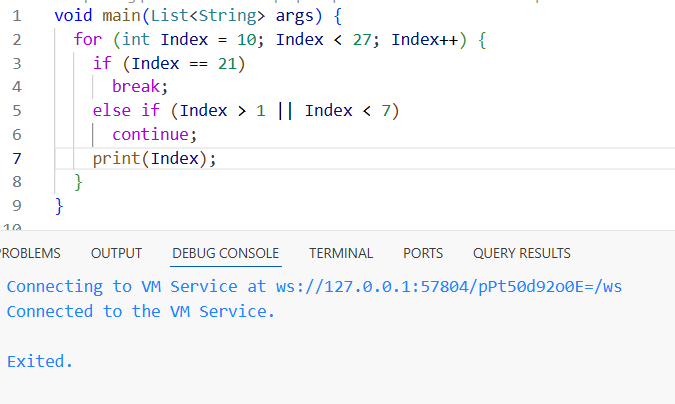 1 void main(List<String> args) {
2 for (int Index = 10; Index < 27; Index++) {
3 if (Index == 21)
4 break;
5 else if (Index > 1 || Index < 7)
6 continue;
7 print(Index);
8 }
9 }
10
PROBLEMS OUTPUT DEBUG CONSOLE TERMINAL PORTS QUERY RESULTS
Connecting to VM Service at ws://127.0.0.1:57804/pPt50d92o0E=/ws
Connected to the VM Service.
Exited.